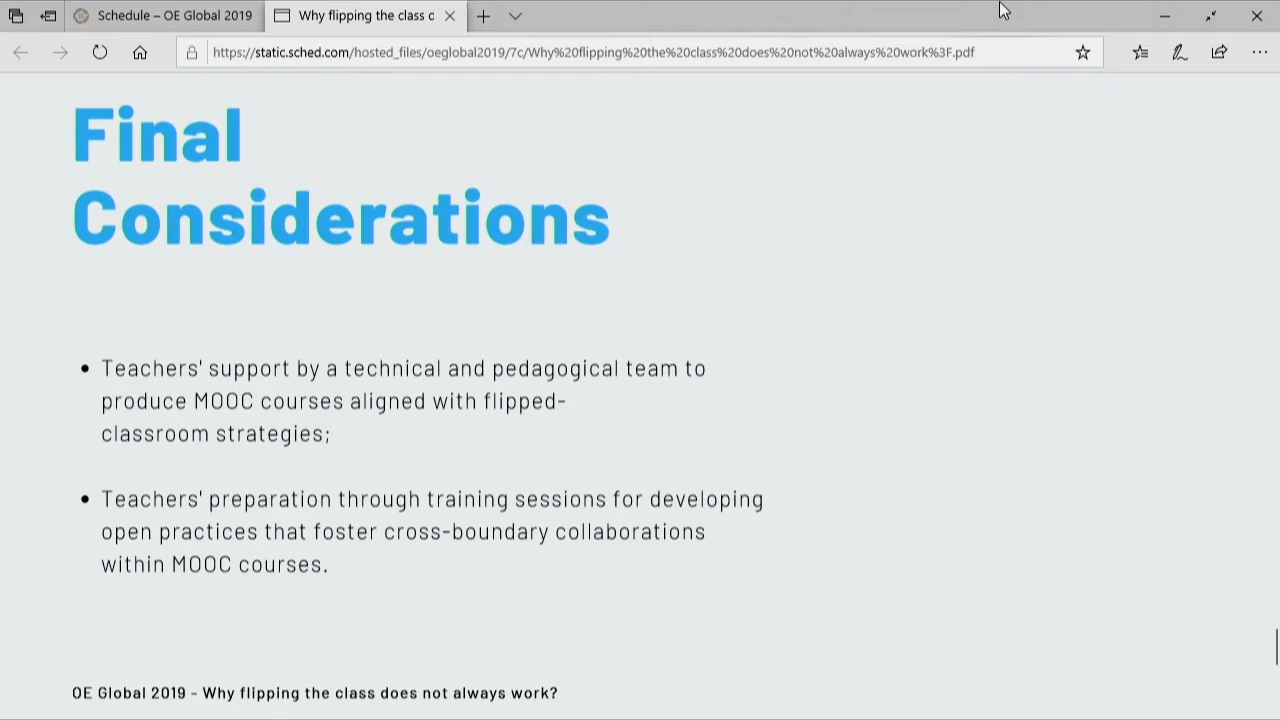 Schedule – OE Global 2019
Why flipping the class d
https://static.sched.com/hosted_files/oeglobal2019/7c/Why%20flipping%20the%20class%20does%20not%20always%20work%3F.pdf
Final
Considerations
• Teachers' support by a technical and pedagogical team to
produce MOOC courses aligned with flipped-
classroom strategies;
• Teachers' preparation through training sessions for developing
open practices that foster cross-boundary collaborations
within MOOC courses.
OE Global 2019 - Why flipping the class does not always work?